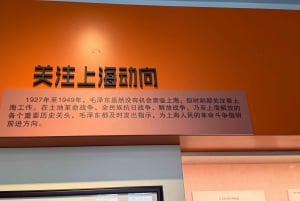 关注上海动向
1927年至1949年，毛泽东虽然没有机会亲临上海，但时刻都关注着上
海工作。在土地革命战争、全民族抗日战争、解放战争，乃至上海解放的
各个重要历史关头，毛泽东都及时发出指示，为上海人民的革命斗争指明
前进方向。